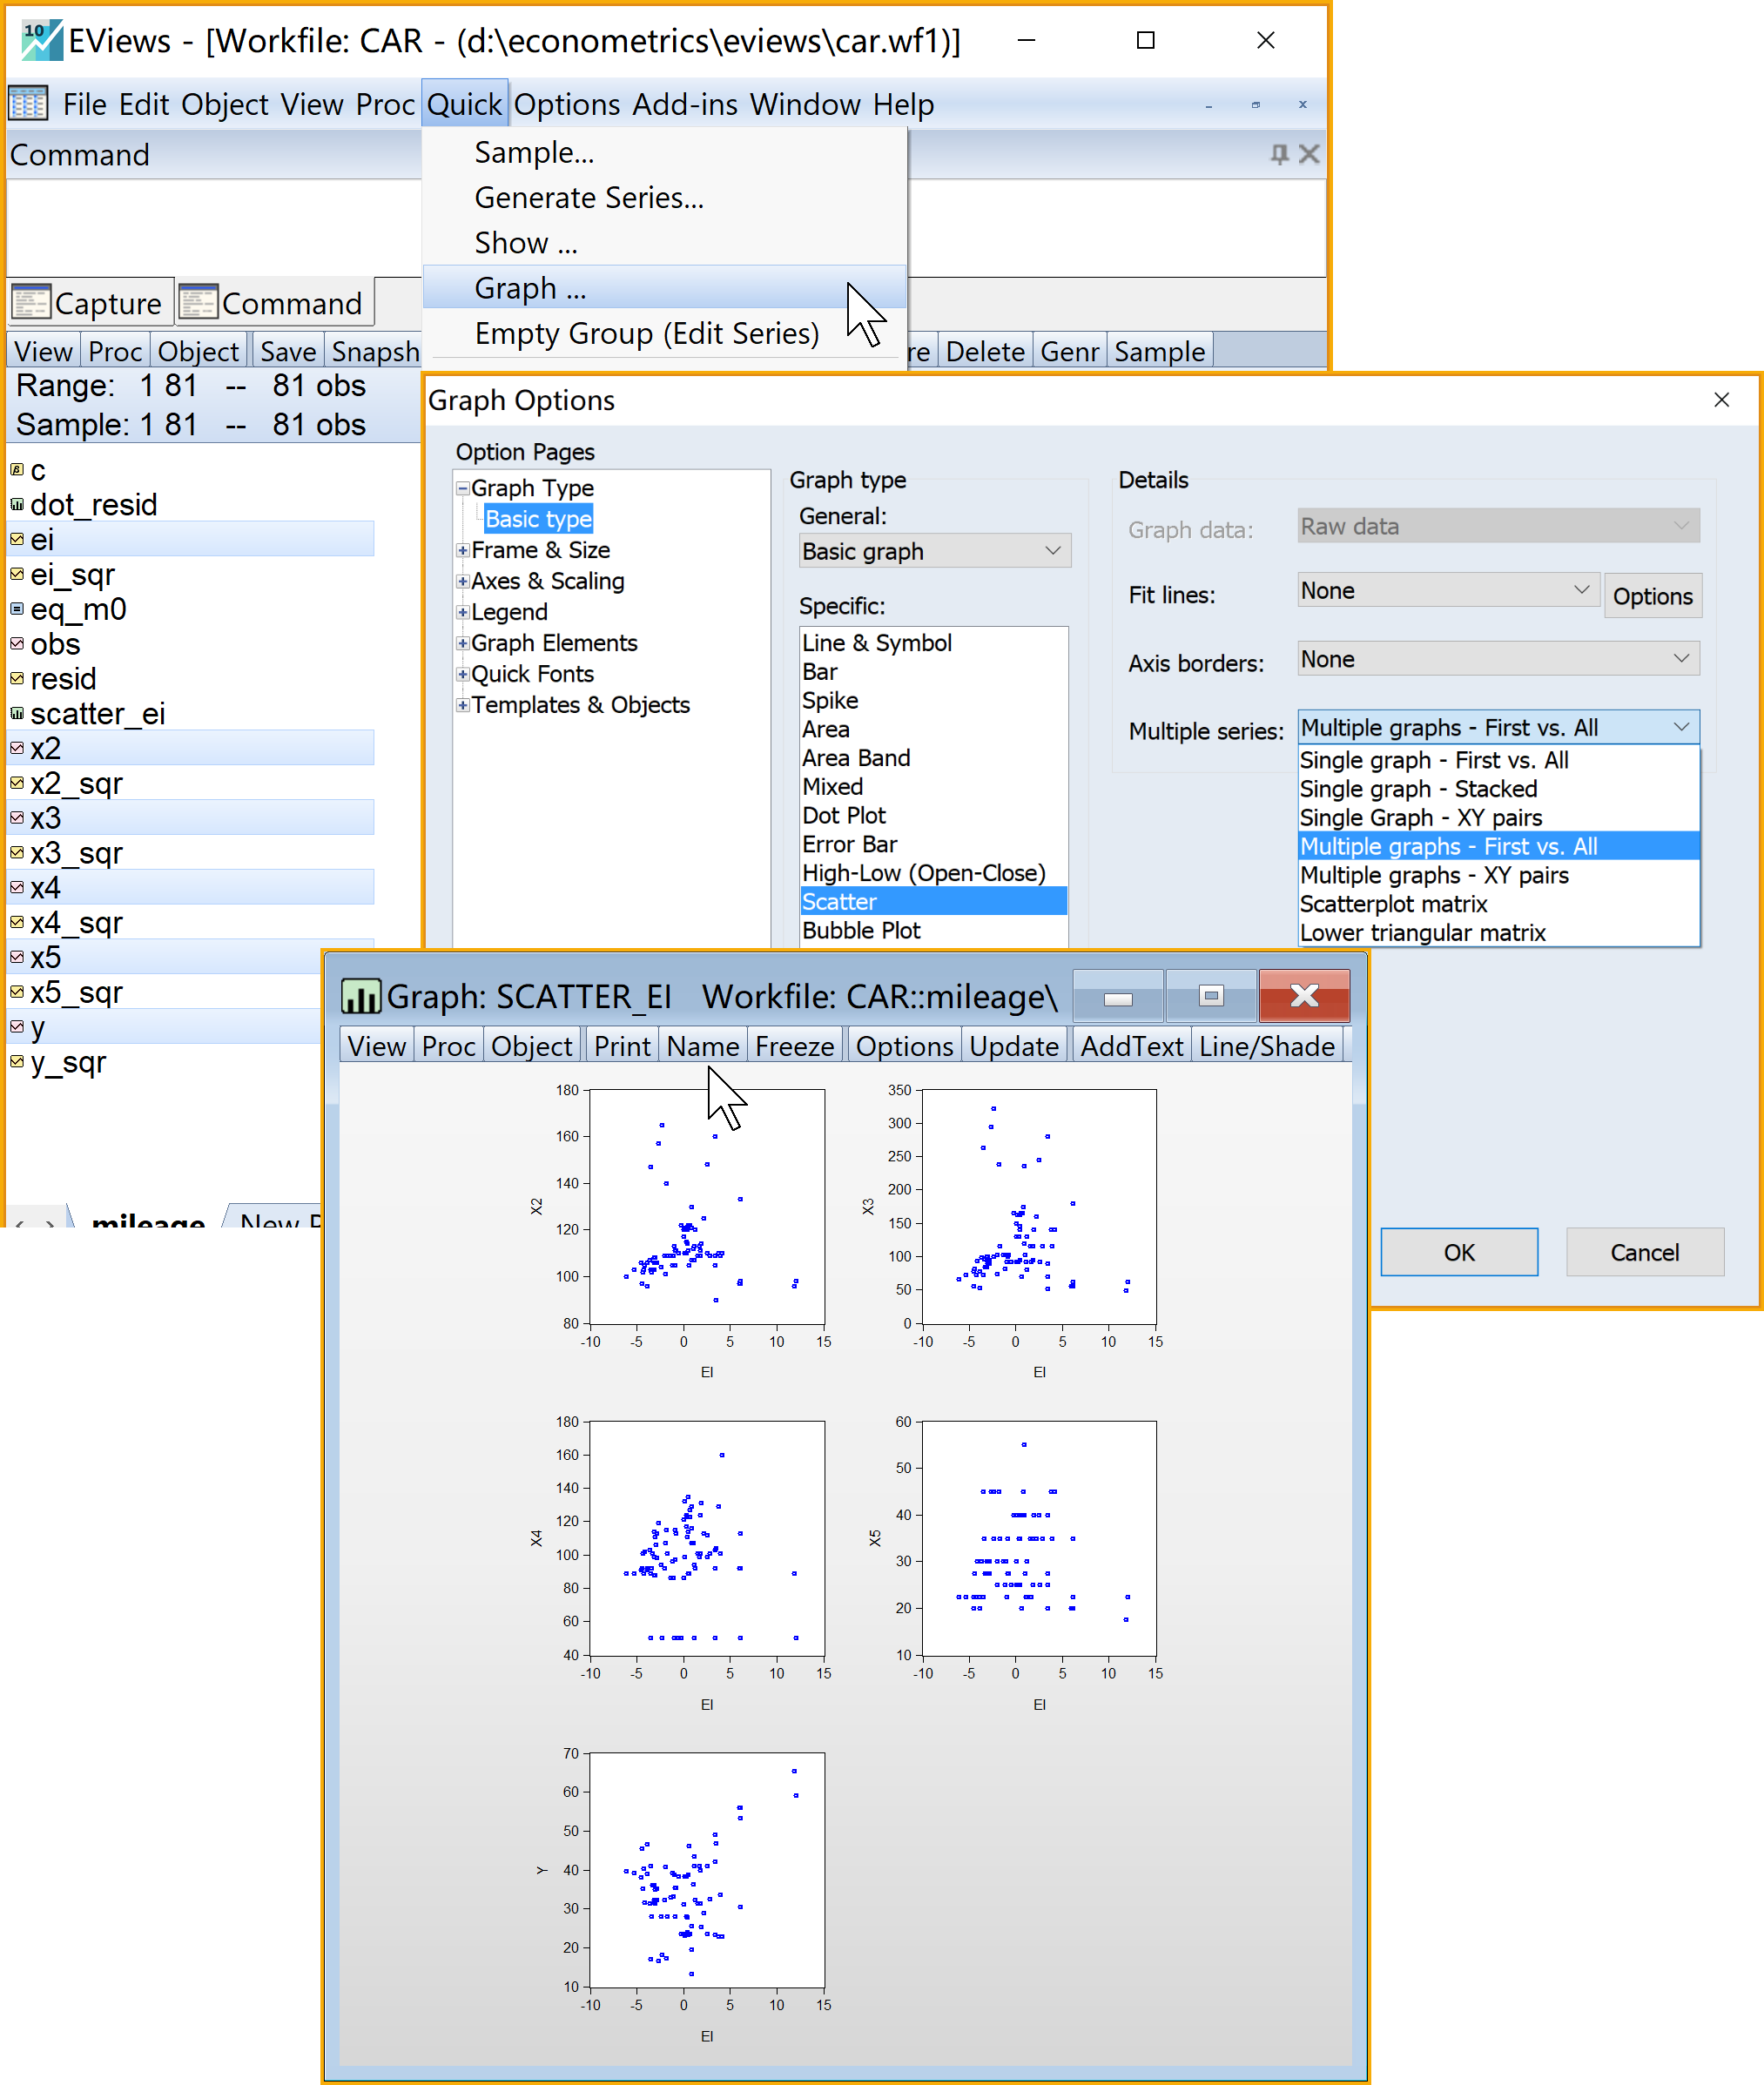 10
EViews - [Workfile: CAR - (d:\econometrics\eviews\car.wf1)]
File Edit Object View Proc Quick Options Add-ins Window Help
Command
Sample...
Generate Series...
Show ...
Graph ...
Empty Group (Edit Series)
Capture Command
View Proc Object Save Snapsh re Delete Genr Sample
Range: 1 81 -- 81 obs
Sample: 1 81 -- 81 obs
c
dot_resid
ei
ei_sqr
eq_m0
obs
resid
scatter_ei
x2
x2_sqr
x3
x3_sqr
x4
x4_sqr
x5
x5_sqr
y
y_sqr
mileage New P
Graph Options
Option Pages
Graph Type
Basic type
Frame & Size
Axes & Scaling
Legend
Graph Elements
Quick Fonts
Templates & Objects
Graph type
General:
Basic graph
Specific:
Line & Symbol
Bar
Spike
Area
Area Band
Mixed
Dot Plot
Error Bar
High-Low (Open-Close)
Scatter
Bubble Plot
Details
Graph data: Raw data
Fit lines: None Options
Axis borders: None
Multiple series: Multiple graphs - First vs. All
Single graph - First vs. All
Single graph - Stacked
Single Graph - XY pairs
Multiple graphs - First vs. All
Multiple graphs - XY pairs
Scatterplot matrix
Lower triangular matrix
OK Cancel
Graph: SCATTER_EI Workfile: CAR::mileage\
View Proc Object Print Name Freeze Options Update AddText Line/Shade
180
160
140
120
100
80
X2
-10 -5 0 5 10 15
EI
350
300
250
200
150
100
50
0
X3
-10 -5 0 5 10 15
EI
180
160
140
120
100
80
60
40
X4
-10 -5 0 5 10 15
EI
60
50
40
30
20
10
X5
-10 -5 0 5 10 15
EI
70
60
50
40
30
20
10
Y
-10 -5 0 5 10 15
EI